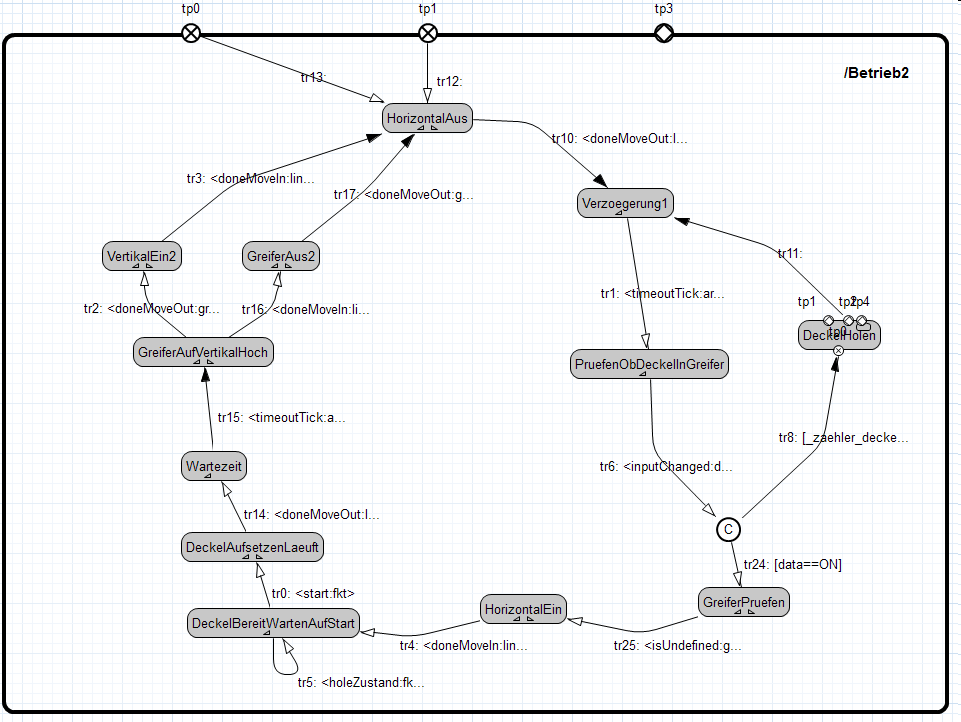 tp0
tp1
tp3
/Betrieb2
tr13:
tr12:
HorizontalAus
tr10: <doneMoveOut:l...
tr3: <doneMoveIn:lin...
tr17: <doneMoveOut:g...
Verzoegerung1
VertikalEin2
GreiferAus2
tr11:
tr2: <doneMoveOut:gr...
tr16: <doneMoveIn:li...
tr1: <timeoutTick:ar...
tp1
tp2
tp4
tp0
DeckelHolen
GreiferAufVertikalHoch
PruefenObDeckelInGreifer
tr15: <timeoutTick:a...
tr8: [_zaehler_decke...
Wartezeit
tr6: <inputChanged:d...
tr14: <doneMoveOut:l...
C
DeckelAufsetzenLaeuft
tr24: [data==ON]
tr0: <start:fkt>
GreiferPruefen
HorizontalEin
DeckelBereitWartenAufStart
tr4: <doneMoveIn:lin...
tr25: <isUndefined:g...
tr5: <holeZustand:fk...